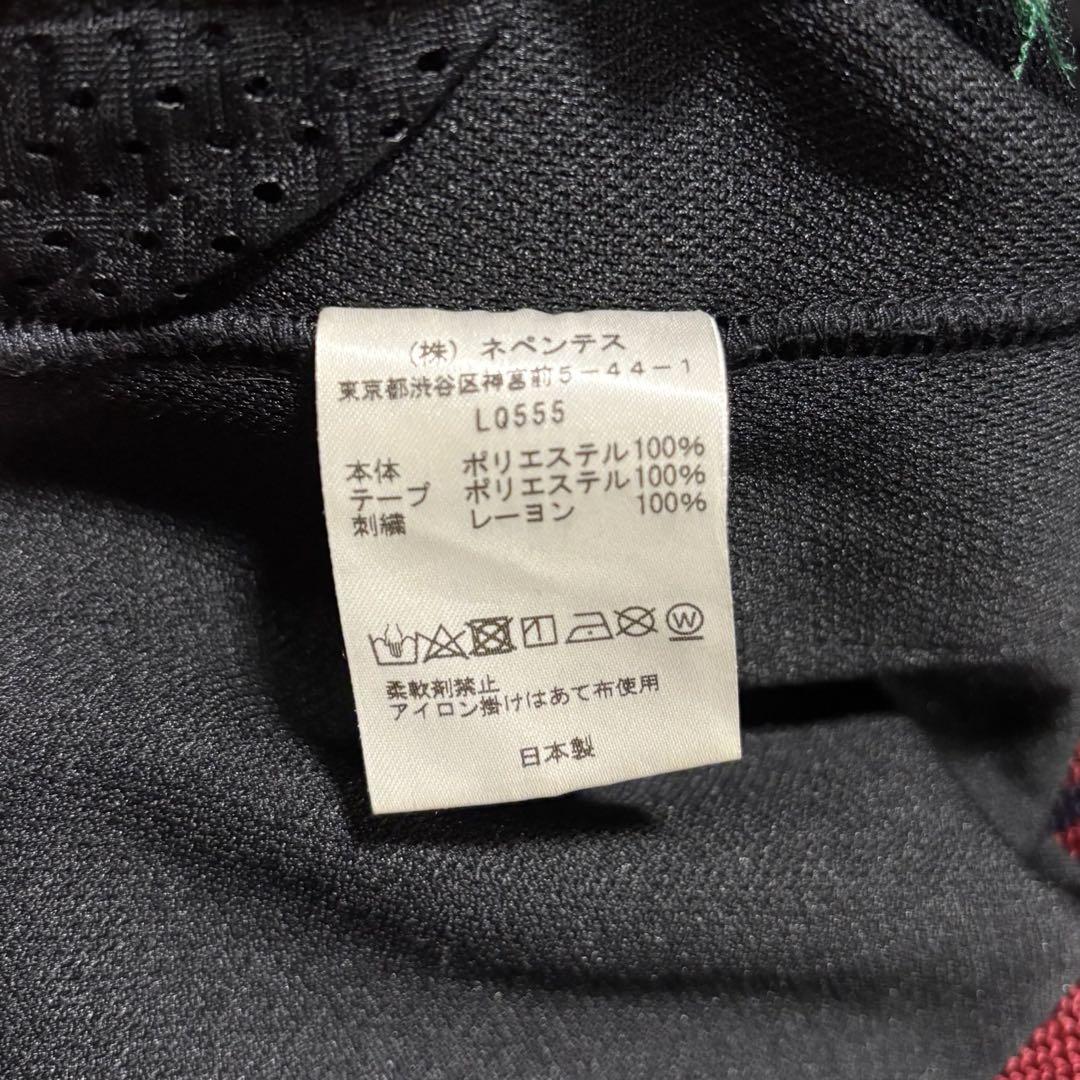 (株) ネペンテス
東京都渋谷区神宮前5-44-1
LQ555
本体 ポリエステル100%
テープ ポリエステル100%
刺繍 レーヨン 100%
W
柔軟剤禁止
アイロン掛けはあて布使用
日本製